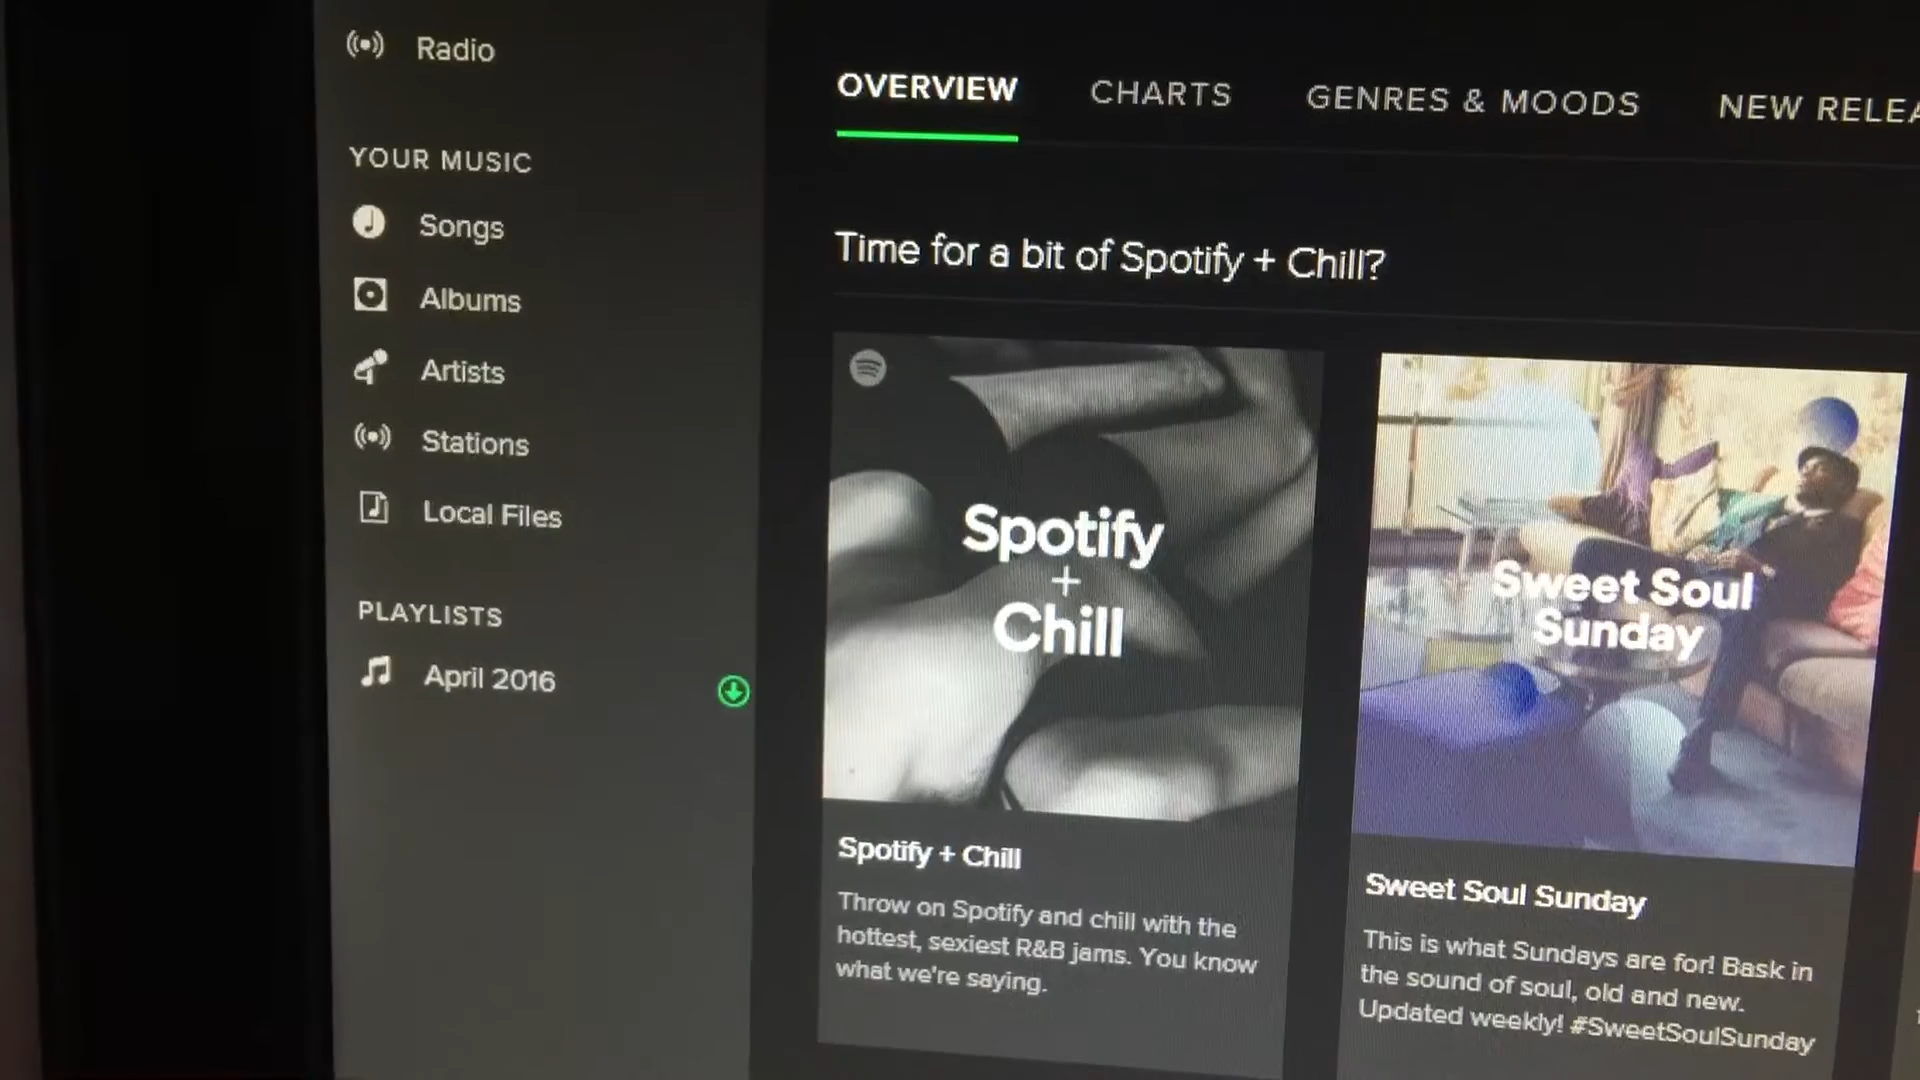 Radio
YOUR MUSIC
Songs
Albums
Artists
Stations
Local Files
PLAYLISTS
April 2016
OVERVIEW CHARTS GENRES & MOODS NEW
Time for a bit of Spotify + Chill?
Spotify
+
Chill
Spotify + Chill
Throw on Spotify and chill with the
hottest, sexiest R&B jams. You know
what we're saying.
Sweet Soul
Sunday
Sweet Soul Sunday
This is what Sundays are for! Bask in
the sound of soul, old and new.
Updated weekly! #SweetSoulSunday